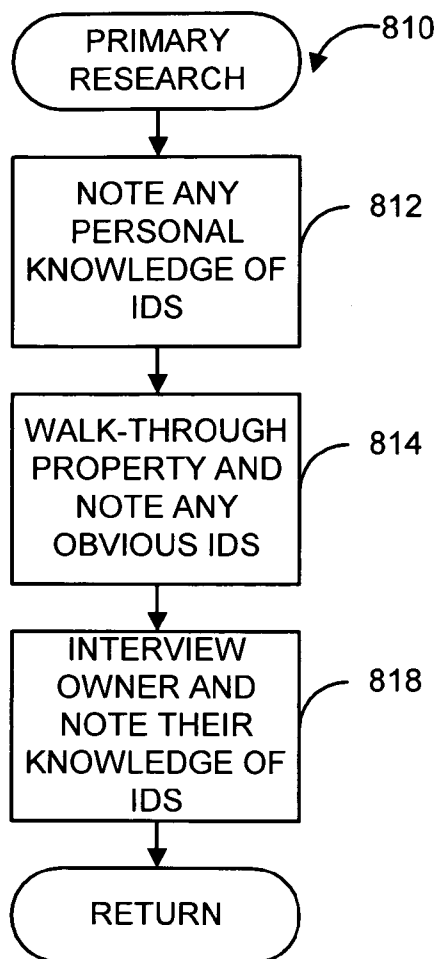 PRIMARY
RESEARCH
810
NOTE ANY
PERSONAL
KNOWLEDGE OF
IDS
812
WALK-THROUGH
PROPERTY AND
NOTE ANY
OBVIOUS IDS
814
INTERVIEW
OWNER AND
NOTE THEIR
KNOWLEDGE OF
IDS
818
RETURN